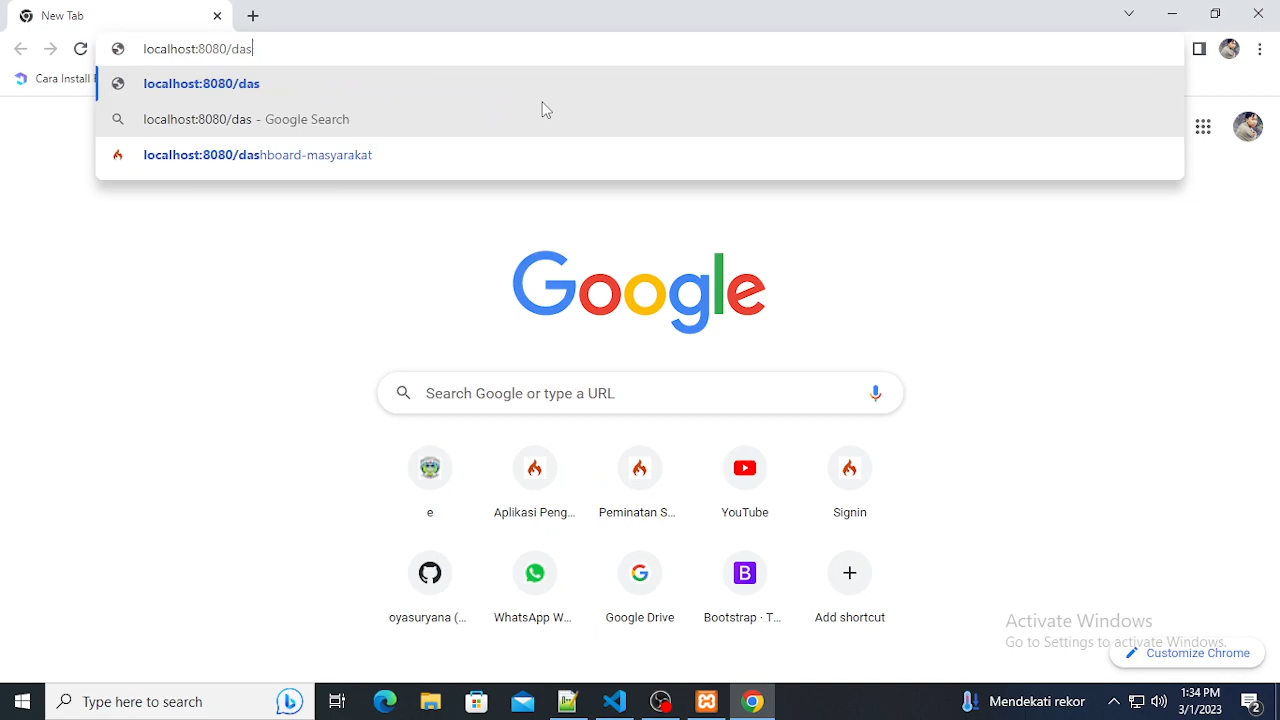 New Tab
localhost:8080/das
Cara Install
localhost:8080/das
localhost:8080/das - Google Search
localhost:8080/dashboard-masyarakat
Google
Search Google or type a URL
e
Aplikasi Peng...
Peminatan S...
YouTube
Signin
oyasuryana (...
WhatsApp W...
Google Drive
B
Bootstrap · T...
Add shortcut
Activate Windows
Go to Settings to activate Windows.
Customize Chrome
Type here to search
Mendekati rekor
1:34 PM
3/1/2023
2